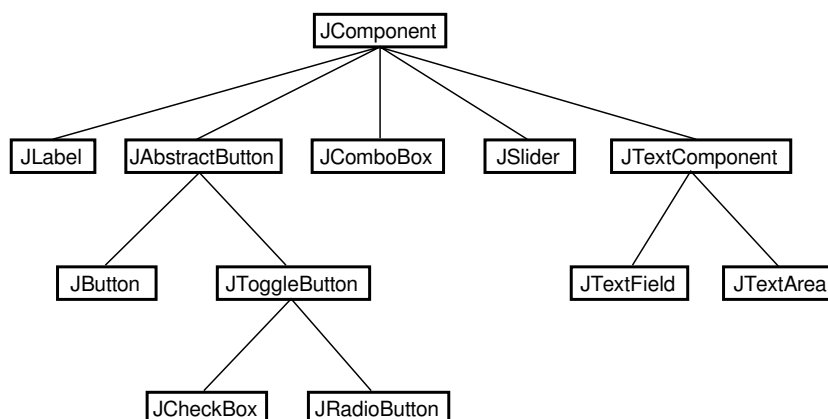 JComponent
JLabel
JAbstractButton
JComboBox
JSlider
JTextComponent
JButton
JToggleButton
JTextField
JTextArea
JCheckBox
JRadioButton